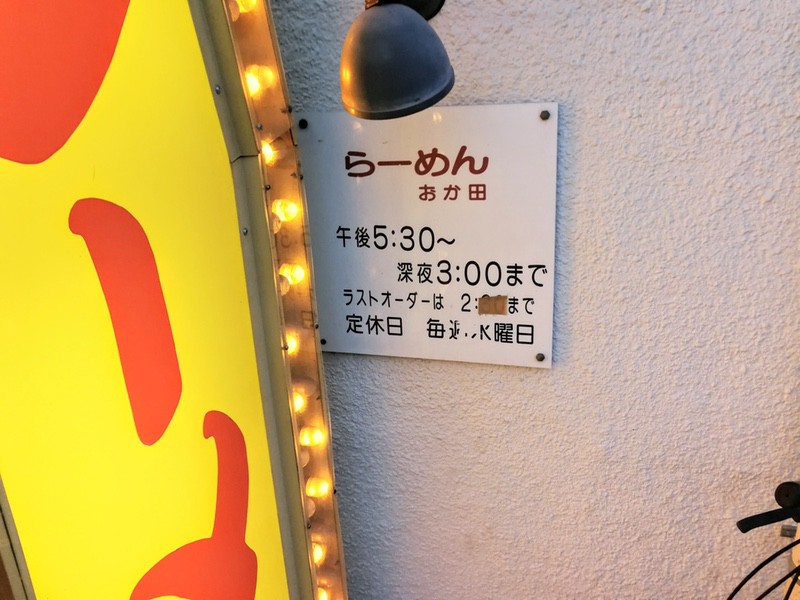 らーめん
おか田
午後5:30〜
深夜3:00まで
ラストオーダーは 2: まで
定休日 毎週水曜日